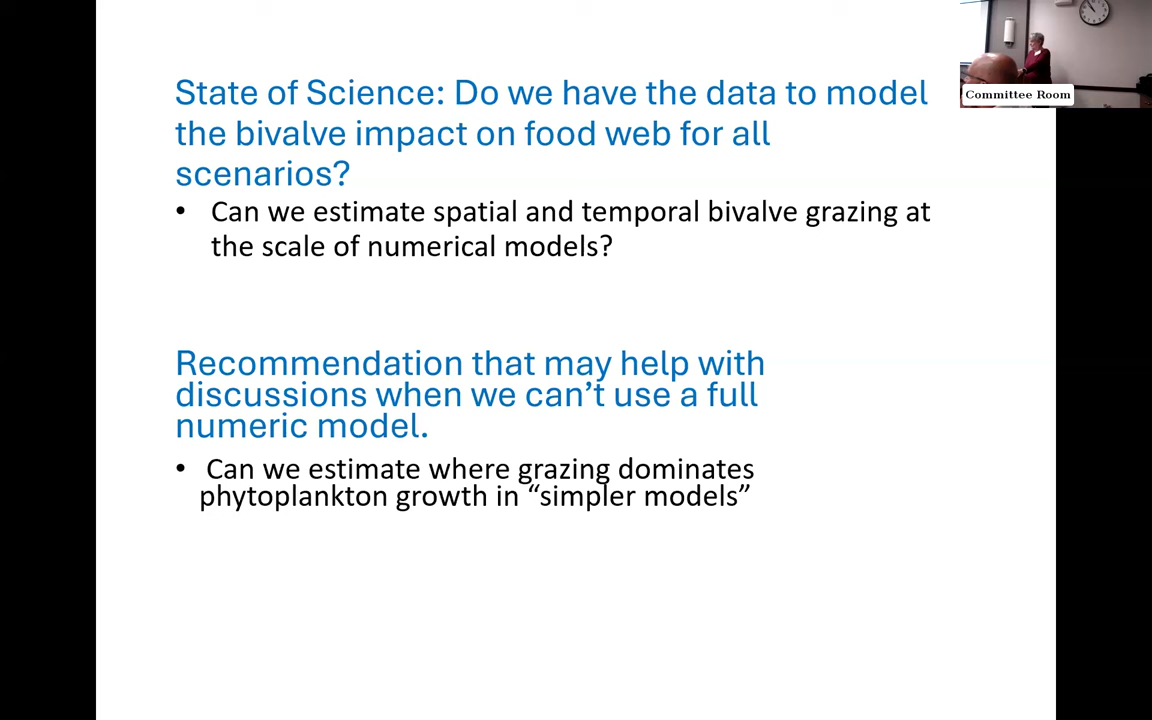 State of Science: Do we have the data to model
the bivalve impact on food web for all
scenarios?
• Can we estimate spatial and temporal bivalve grazing at
the scale of numerical models?
Recommendation that may help with
discussions when we can’t use a full
numeric model.
• Can we estimate where grazing dominates
phytoplankton growth in “simpler models”
Committee Room